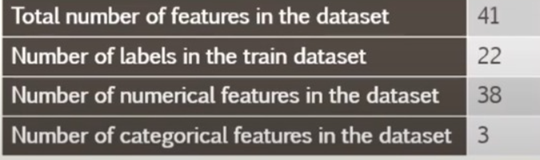 Total number of features in the dataset 41
Number of labels in the train dataset 22
Number of numerical features in the dataset 38
Number of categorical features in the dataset 3